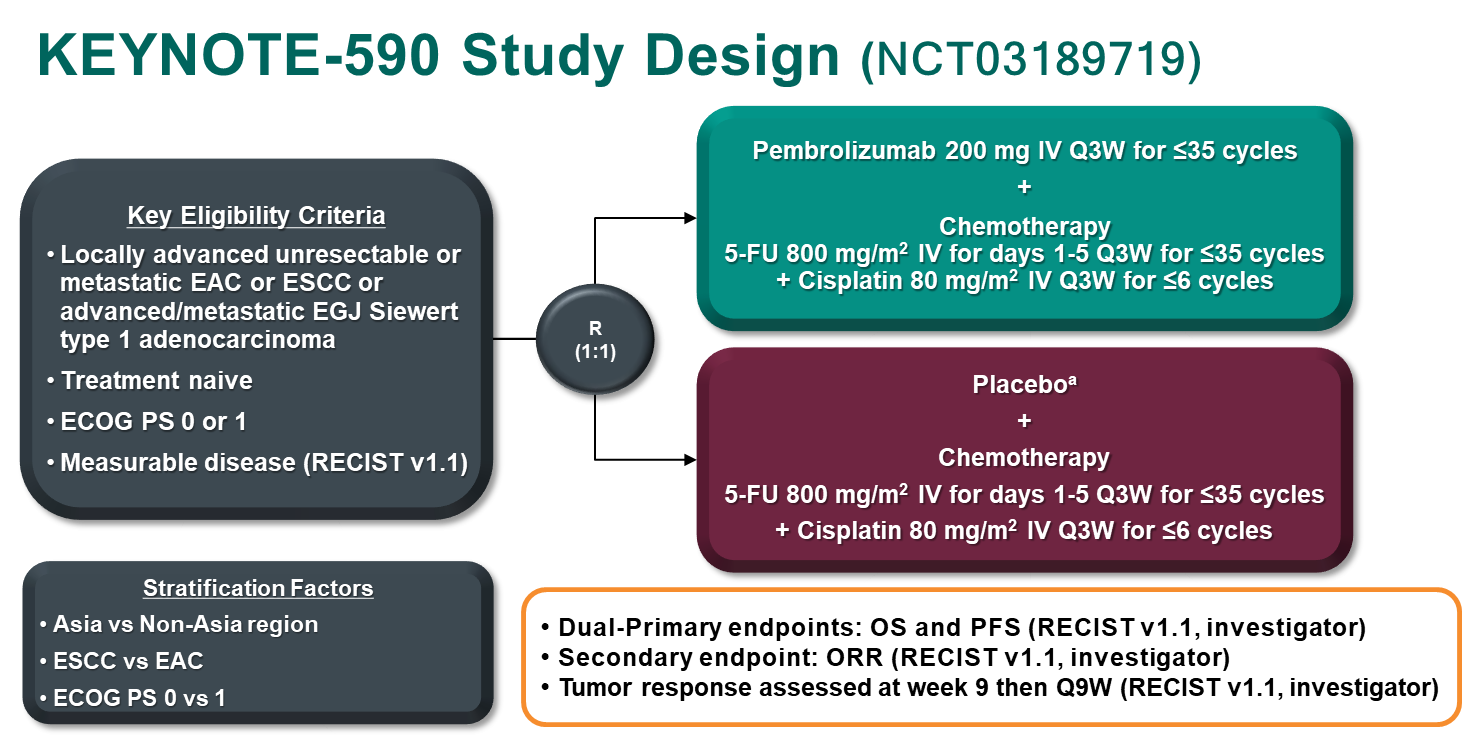 KEYNOTE-590 Study Design (NCT03189719)
Key Eligibility Criteria
• Locally advanced unresectable or
metastatic EAC or ESCC or
advanced/metastatic EGJ Siewert
type 1 adenocarcinoma
• Treatment naive
• ECOG PS 0 or 1
• Measurable disease (RECIST v1.1)
R
(1:1)
Pembrolizumab 200 mg IV Q3W for ≤35 cycles
+
Chemotherapy
5-FU 800 mg/m² IV for days 1-5 Q3W for ≤35 cycles
+ Cisplatin 80 mg/m² IV Q3W for ≤6 cycles
Placeboᵃ
+
Chemotherapy
5-FU 800 mg/m² IV for days 1-5 Q3W for ≤35 cycles
+ Cisplatin 80 mg/m² IV Q3W for ≤6 cycles
Stratification Factors
• Asia vs Non-Asia region
• ESCC vs EAC
• ECOG PS 0 vs 1
• Dual-Primary endpoints: OS and PFS (RECIST v1.1, investigator)
• Secondary endpoint: ORR (RECIST v1.1, investigator)
• Tumor response assessed at week 9 then Q9W (RECIST v1.1, investigator)